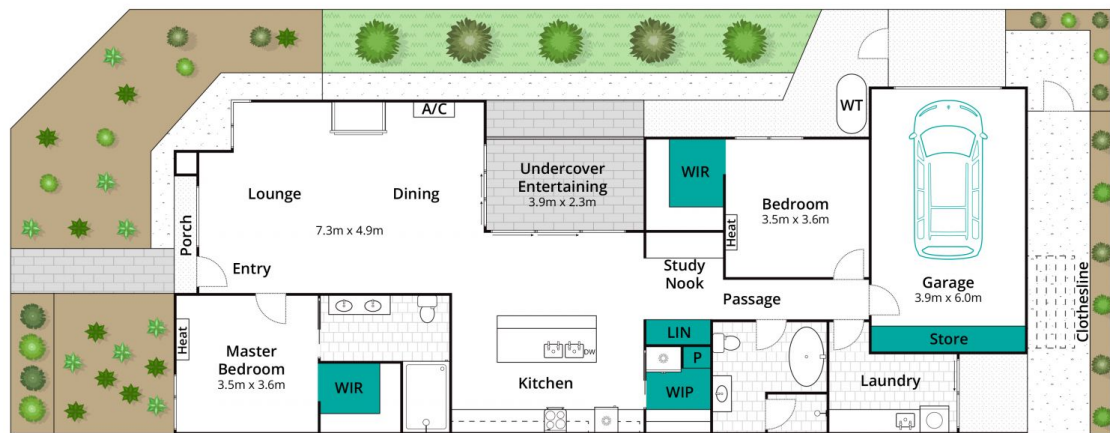 A/C
WT
Undercover
Entertaining
3.9m x 2.3m
WIR
Lounge
Dining
Bedroom
3.5m x 3.6m
Porch
7.3m x 4.9m
Heat
Entry
Study
Nook
Passage
Garage
3.9m x 6.0m
Clothesline
Heat
LIN
Store
Master
Bedroom
3.5m x 3.6m
DW
P
WIR
Kitchen
WIP
Laundry